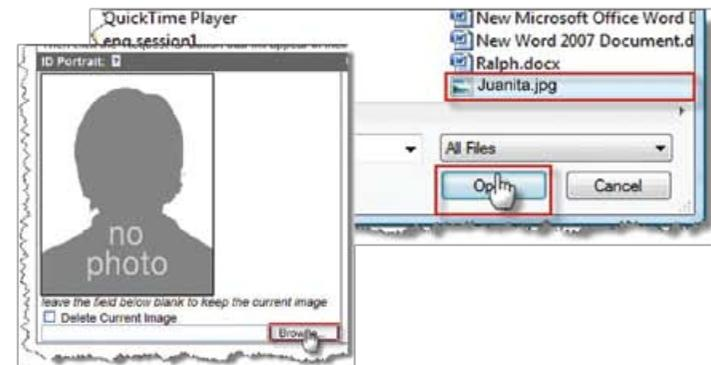 QuickTime Player
eng.session1
New Microsoft Office Word D
New Word 2007 Document.d
Ralph.docx
Juanita.jpg
All Files
Open
Cancel
ID Portrait:
no
photo
leave the field below blank to keep the current image
Delete Current Image
Browse...